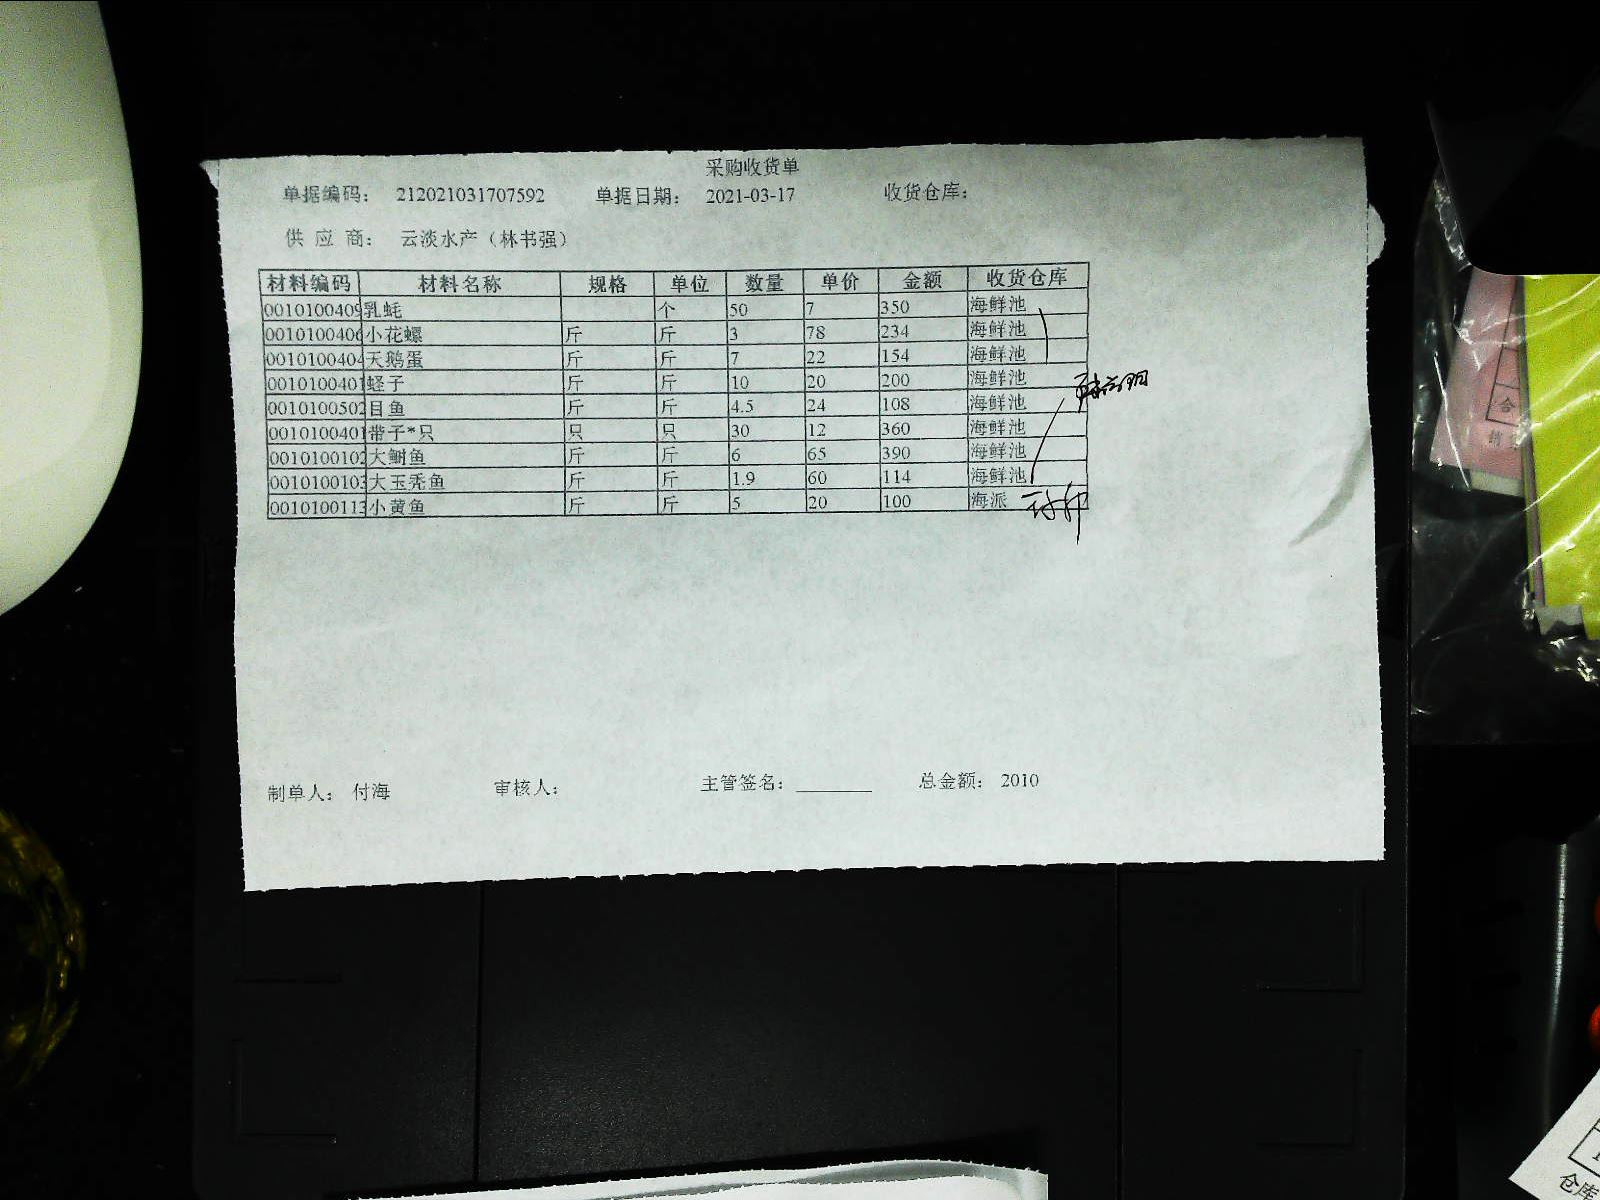 采购收货单
单据编码： 212021031707592 单据日期： 2021-03-17 收货仓库：
供 应 商： 云淡水产（林书强）
材料编码 材料名称 规格 单位 数量 单价 金额 收货仓库
0010100409 乳蚝 个 50 7 350 海鲜池
0010100406 小花螺 斤 斤 3 78 234 海鲜池
0010100404 天鹅蛋 斤 斤 7 22 154 海鲜池
0010100401 蛏子 斤 斤 10 20 200 海鲜池
0010100502 目鱼 斤 斤 4.5 24 108 海鲜池
0010100401 带子*只 只 只 30 12 360 海鲜池
0010100102 大鲥鱼 斤 斤 6 65 390 海鲜池
0010100103 大玉秃鱼 斤 斤 1.9 60 114 海鲜池
0010100113 小黄鱼 斤 斤 5 20 100 海派
制单人： 付海 审核人： 主管签名： 总金额： 2010
合
仓库